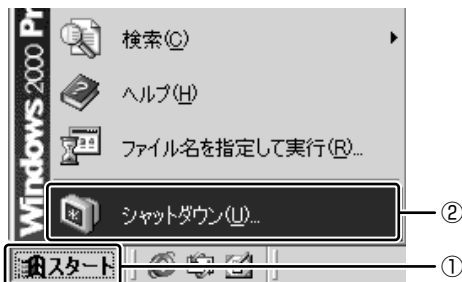 Windows 2000 Pr
検索(C)
ヘルプ(H)
ファイル名を指定して実行(R)...
シャットダウン(U)...
②
スタート
①